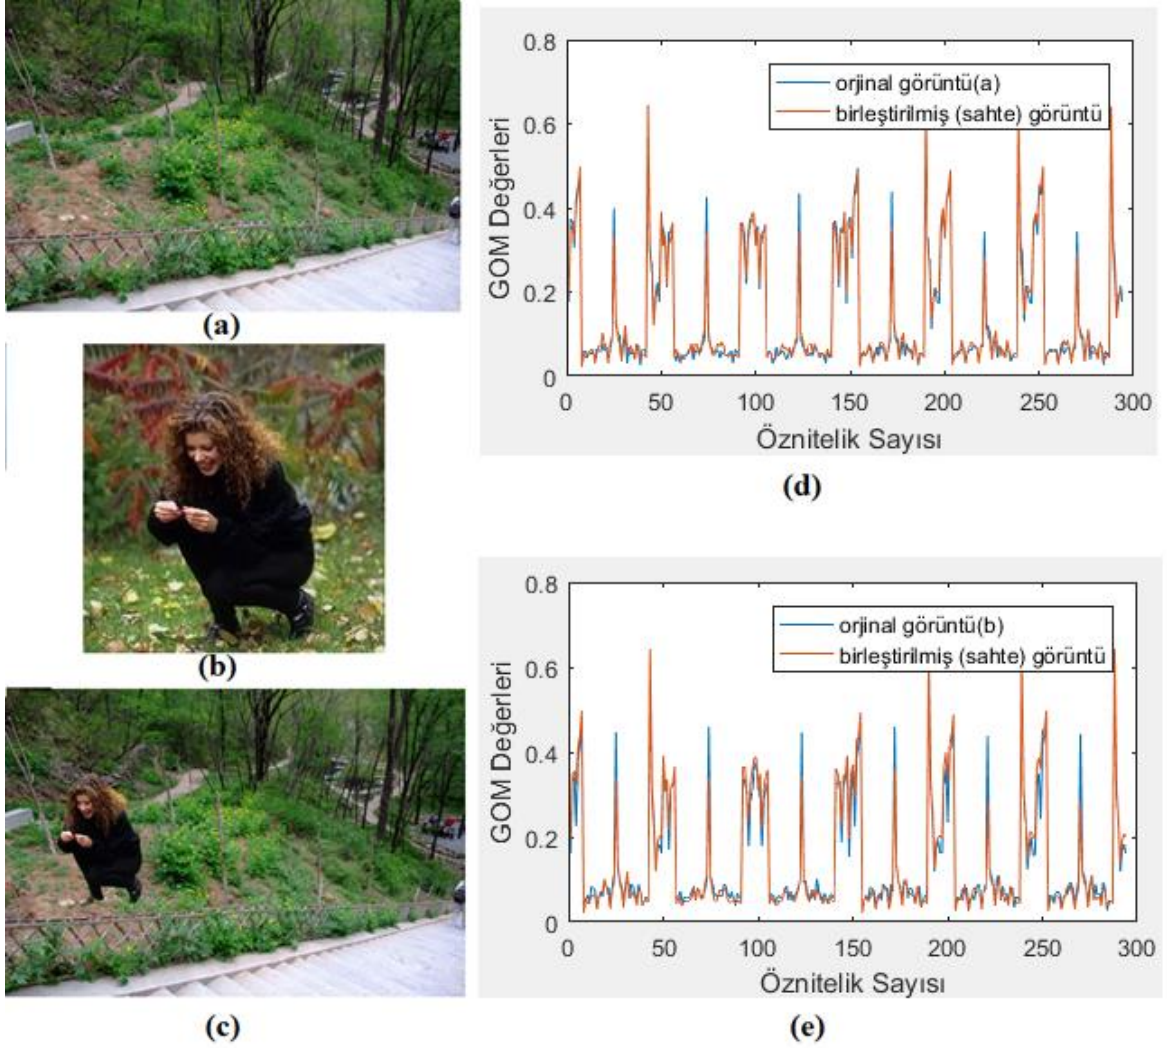 (a)
(b)
(c)
0.8
0.6
0.4
0.2
0
GOM Değerleri
orjinal görüntü(a)
birleştirilmiş (sahte) görüntü
0 50 100 150 200 250 300
Öznitelik Sayısı
(d)
0.8
0.6
0.4
0.2
0
GOM Değerleri
orjinal görüntü(b)
birleştirilmiş (sahte) görüntü
0 50 100 150 200 250 300
Öznitelik Sayısı
(e)